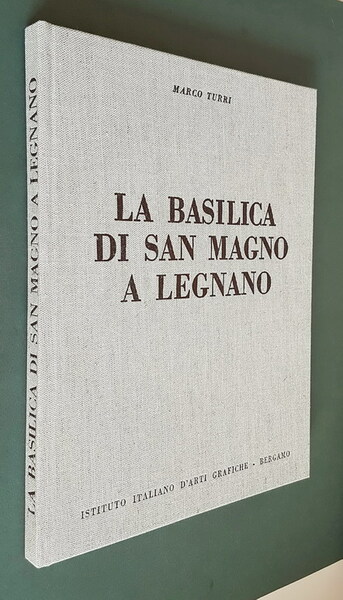 MARCO TURRI
LA BASILICA
DI SAN MAGNO
A LEGNANO
ISTITUTO ITALIANO D'ARTI GRAFICHE - BERGAMO
LA BASILICA DI SAN MAGNO A LEGNANO